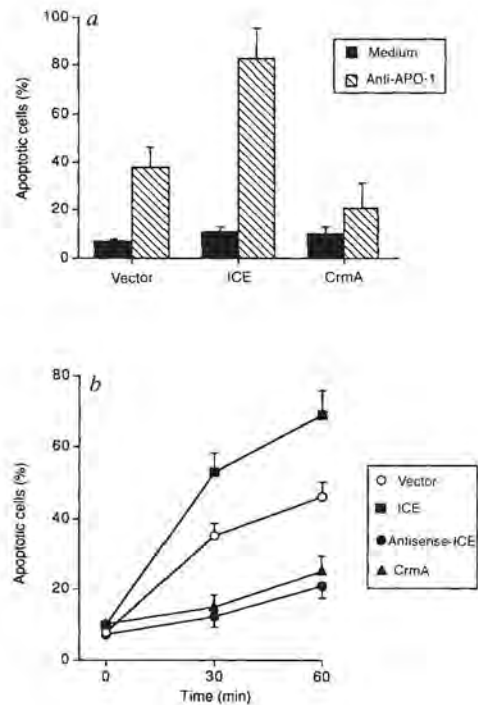 a
100
80
60
40
20
0
Apoptotic cells (%)
Medium
Anti-APO-1
Vector ICE CrmA
b
80
60
40
20
0
Apoptotic cells (%)
Vector
ICE
Antisense-ICE
CrmA
0 30 60
Time (min)